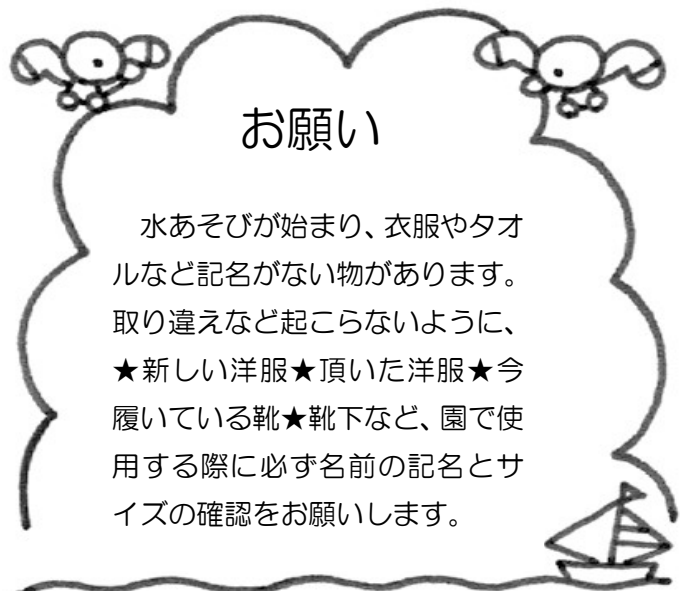 お願い
　水あそびが始まり、衣服やタオ
ルなど記名がない物があります。
取り違えなど起こらないように、
★新しい洋服★頂いた洋服★今
履いている靴★靴下など、園で使
用する際に必ず名前の記名とサ
イズの確認をお願いします。